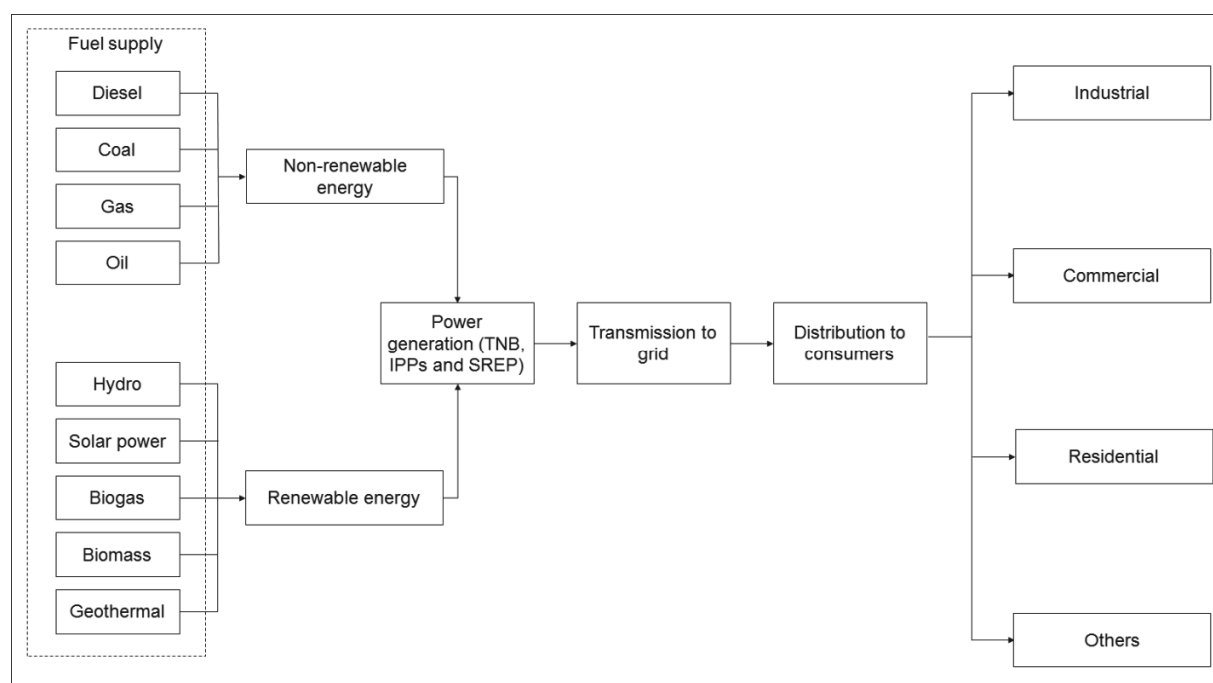 Fuel supply
Diesel
Coal
Gas
Oil
Non-renewable
energy
Hydro
Solar power
Biogas
Biomass
Geothermal
Renewable energy
Power
generation (TNB,
IPPs and SREP)
Transmission to
grid
Distribution to
consumers
Industrial
Commercial
Residential
Others